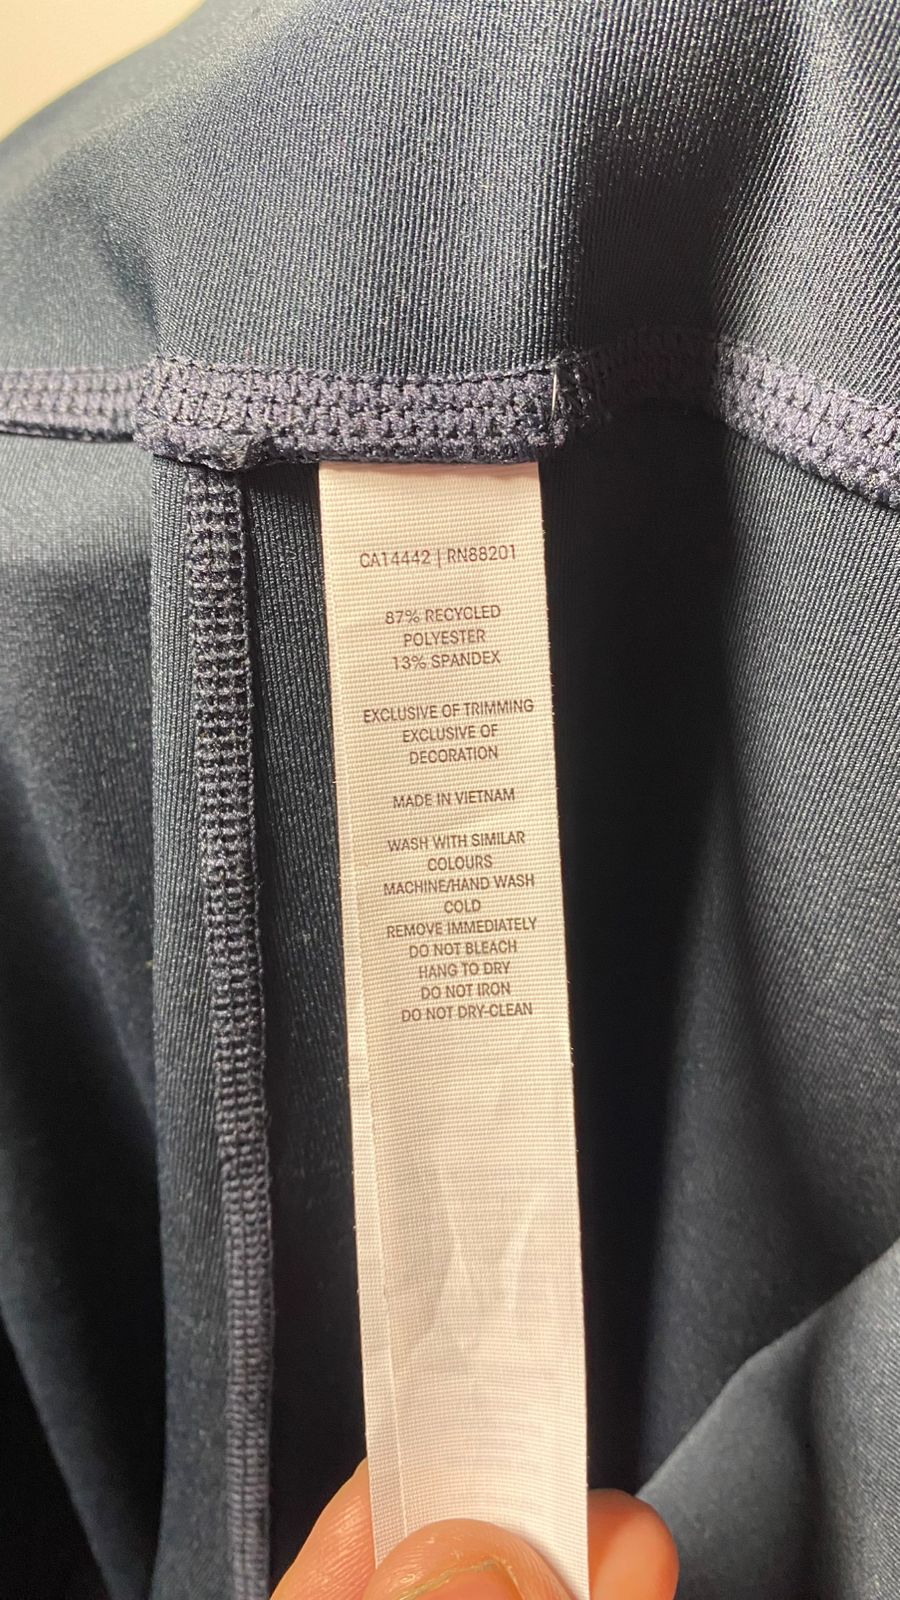 CA14442 | RN88201
87% RECYCLED
POLYESTER
13% SPANDEX
EXCLUSIVE OF TRIMMING
EXCLUSIVE OF
DECORATION
MADE IN VIETNAM
WASH WITH SIMILAR
COLOURS
MACHINE/HAND WASH
COLD
REMOVE IMMEDIATELY
DO NOT BLEACH
HANG TO DRY
DO NOT IRON
DO NOT DRY-CLEAN